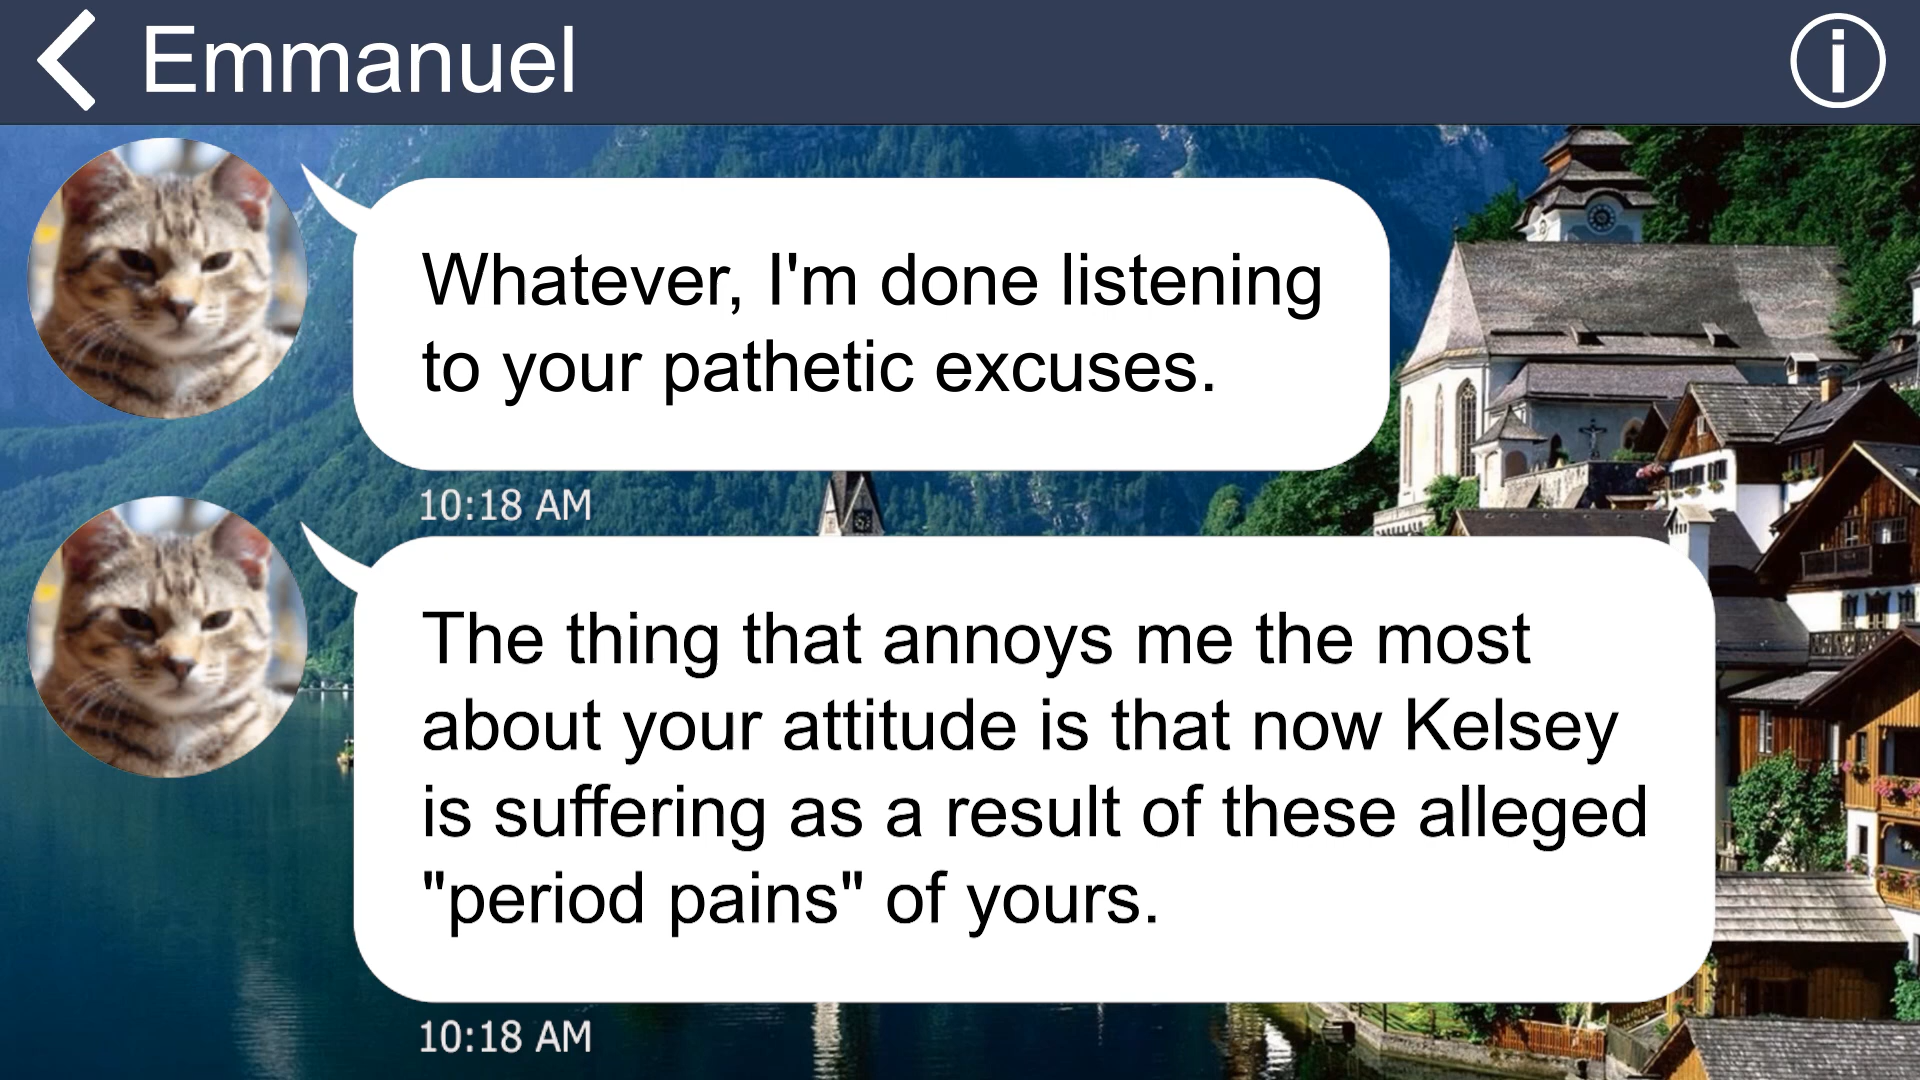 Emmanuel
Whatever, I'm done listening
to your pathetic excuses.
10:18 AM
The thing that annoys me the most
about your attitude is that now Kelsey
is suffering as a result of these alleged
"period pains" of yours.
10:18 AM